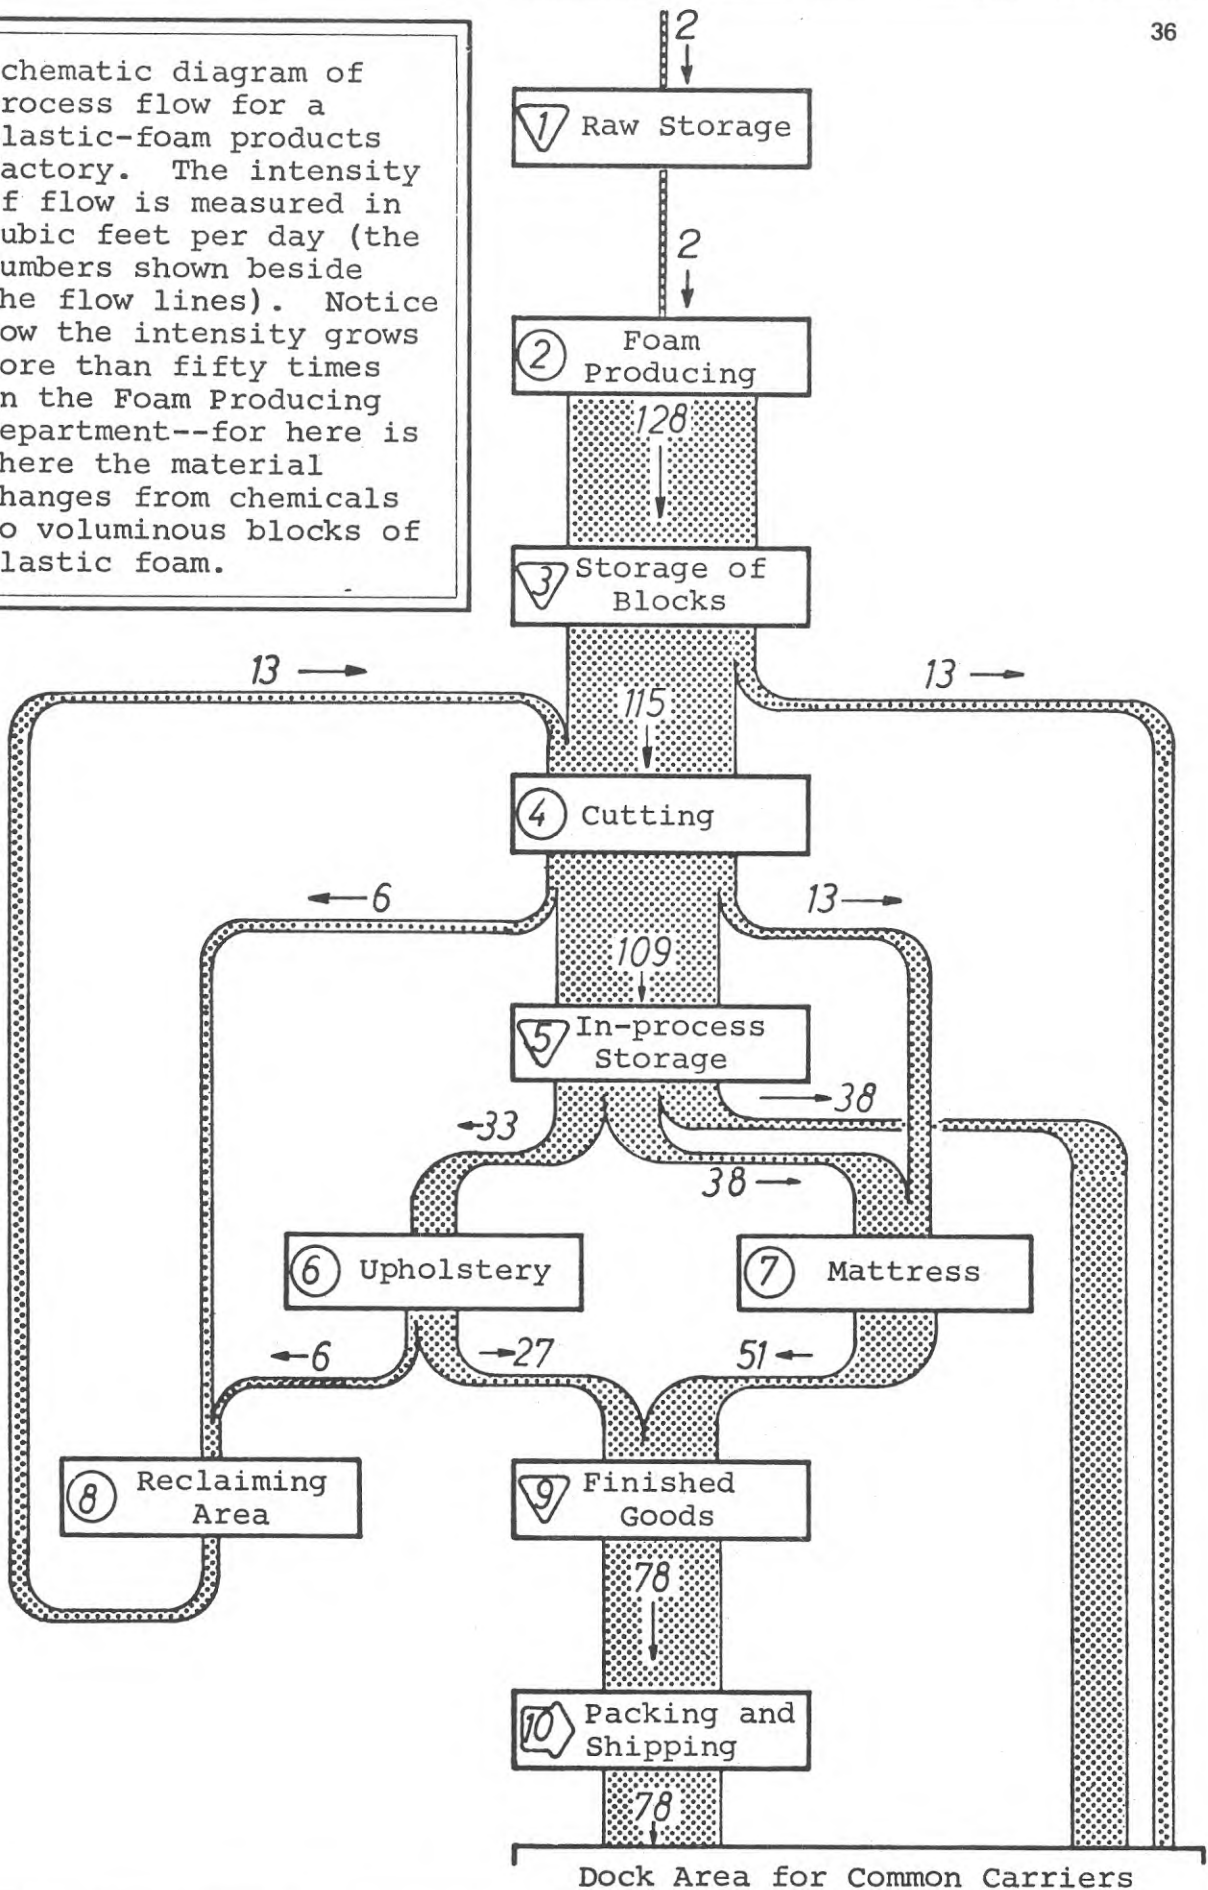 36
chematic diagram of
rocess flow for a
lastic-foam products
actory. The intensity
f flow is measured in
ubic feet per day (the
umbers shown beside
he flow lines). Notice
ow the intensity grows
ore than fifty times
n the Foam Producing
epartment--for here is
here the material
hanges from chemicals
o voluminous blocks of
lastic foam.
2
1 Raw Storage
2
2 Foam
Producing
128
3 Storage of
Blocks
13
13
115
4 Cutting
6
13
109
5 In-process
Storage
38
33
38
6 Upholstery
7 Mattress
6
27
51
8 Reclaiming
Area
9 Finished
Goods
78
10 Packing and
Shipping
78
Dock Area for Common Carriers